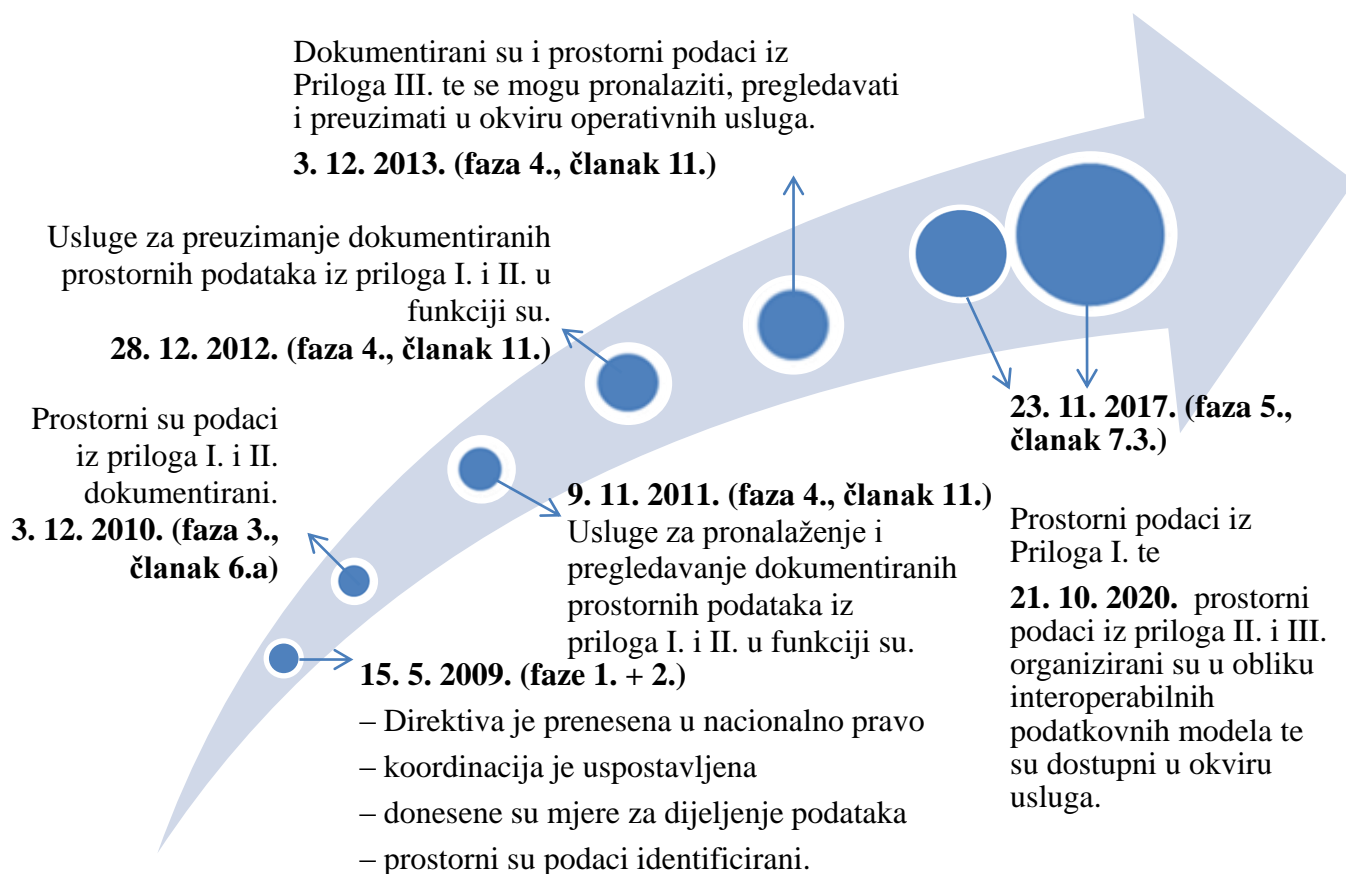 Dokumentirani su i prostorni podaci iz
Priloga III. te se mogu pronalaziti, pregledavati
i preuzimati u okviru operativnih usluga.
3. 12. 2013. (faza 4., članak 11.)
Usluge za preuzimanje dokumentiranih
prostornih podataka iz priloga I. i II. u
funkciji su.
28. 12. 2012. (faza 4., članak 11.)
Prostorni su podaci
iz priloga I. i II.
dokumentirani.
3. 12. 2010. (faza 3.,
članak 6.a)
9. 11. 2011. (faza 4., članak 11.)
Usluge za pronalaženje i
pregledavanje dokumentiranih
prostornih podataka iz
priloga I. i II. u funkciji su.
15. 5. 2009. (faze 1. + 2.)
– Direktiva je prenesena u nacionalno pravo
– koordinacija je uspostavljena
– donesene su mjere za dijeljenje podataka
– prostorni su podaci identificirani.
23. 11. 2017. (faza 5.,
članak 7.3.)
Prostorni podaci iz
Priloga I. te
21. 10. 2020. prostorni
podaci iz priloga II. i III.
organizirani su u obliku
interoperabilnih
podatkovnih modela te
su dostupni u okviru
usluga.